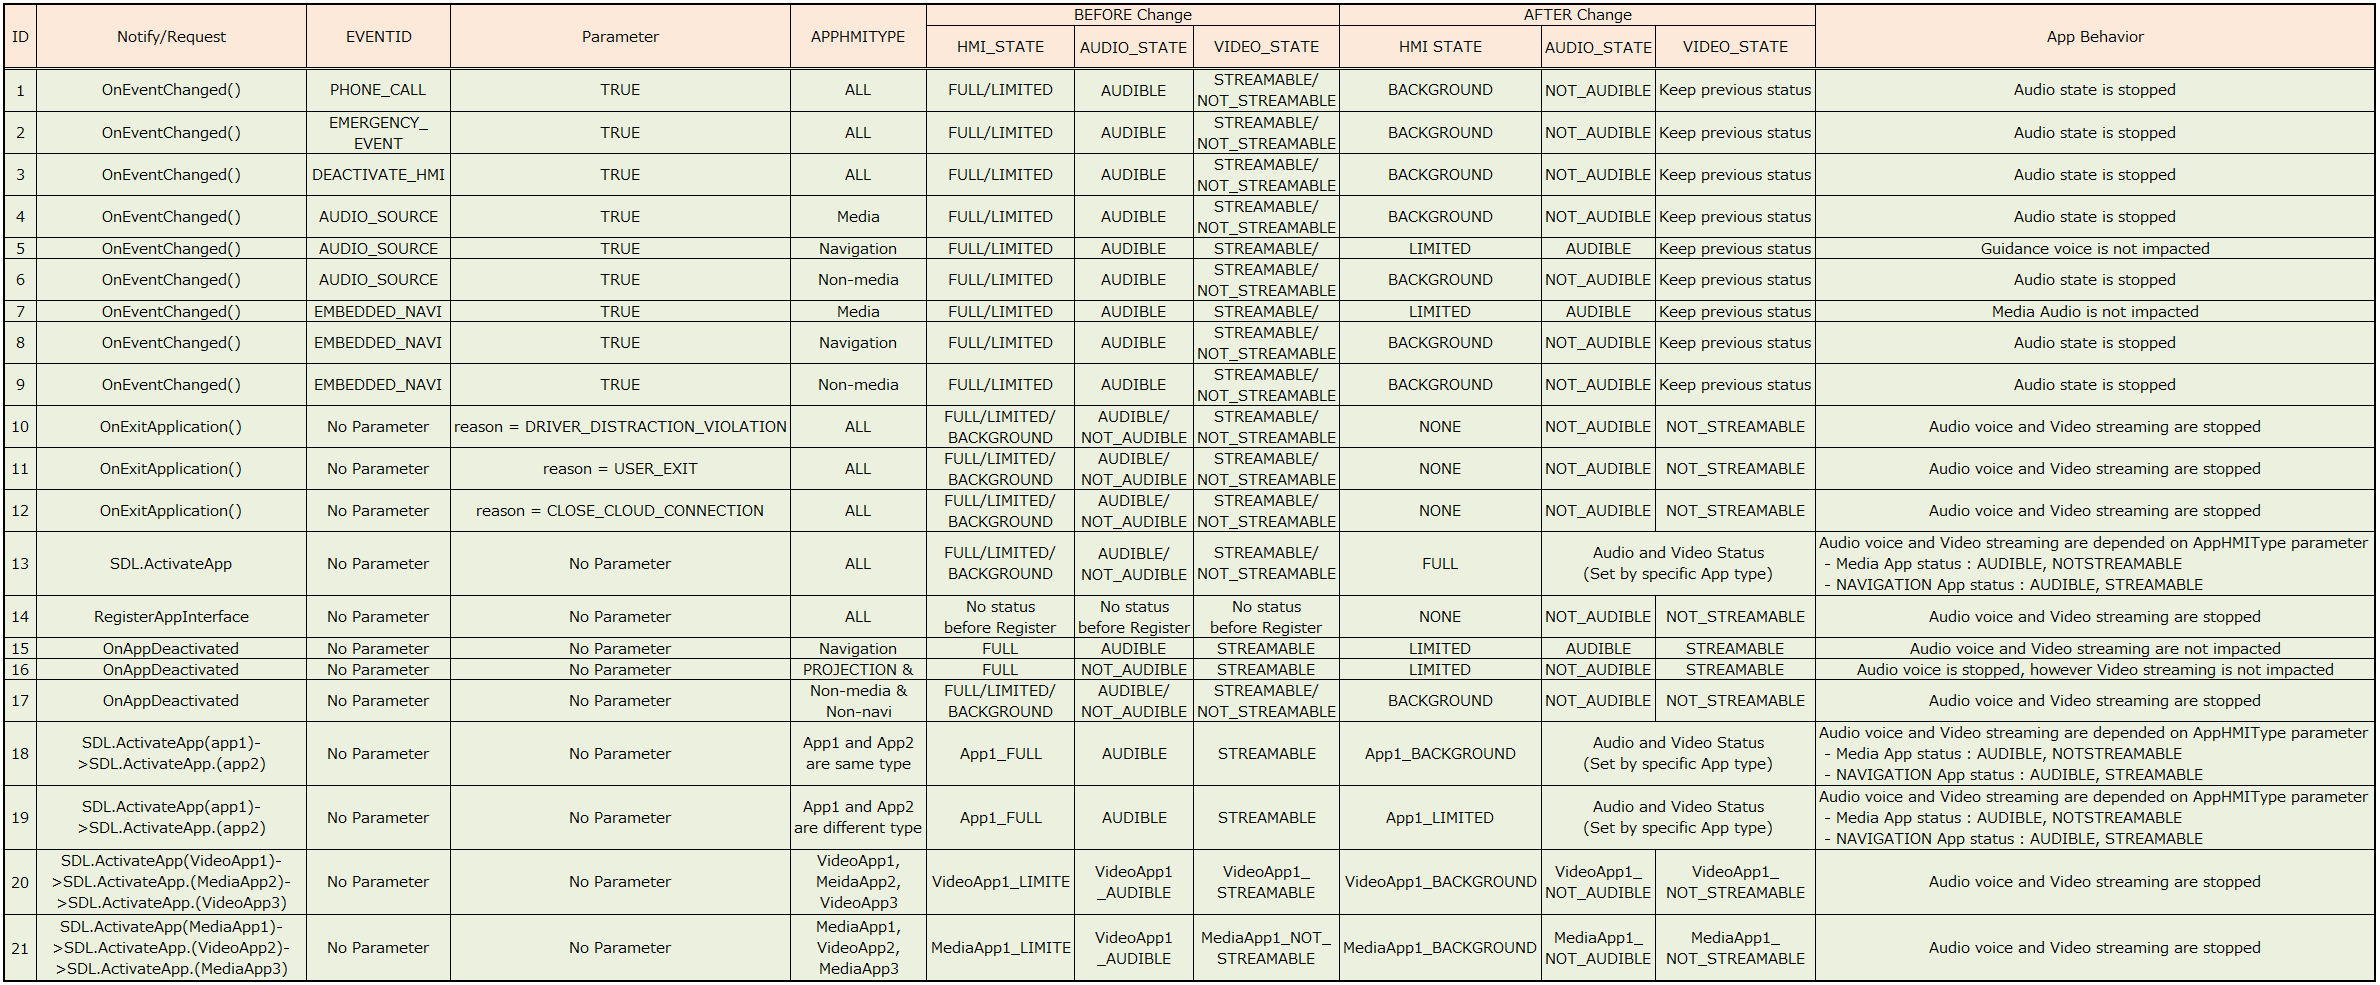 ID Notify/Request EVENTID Parameter APPHMITYPE BEFORE Change AFTER Change App Behavior
HMI_STATE AUDIO_STATE VIDEO_STATE HMI STATE AUDIO_STATE VIDEO_STATE
1 OnEventChanged() PHONE_CALL TRUE ALL FULL/LIMITED AUDIBLE STREAMABLE/ BACKGROUND NOT_AUDIBLE Keep previous status Audio state is stopped
NOT_STREAMABLE
2 OnEventChanged() EMERGENCY_ TRUE ALL FULL/LIMITED AUDIBLE STREAMABLE/ BACKGROUND NOT_AUDIBLE Keep previous status Audio state is stopped
EVENT NOT_STREAMABLE
3 OnEventChanged() DEACTIVATE_HMI TRUE ALL FULL/LIMITED AUDIBLE STREAMABLE/ BACKGROUND NOT_AUDIBLE Keep previous status Audio state is stopped
NOT_STREAMABLE
4 OnEventChanged() AUDIO_SOURCE TRUE Media FULL/LIMITED AUDIBLE STREAMABLE/ BACKGROUND NOT_AUDIBLE Keep previous status Audio state is stopped
NOT_STREAMABLE
5 OnEventChanged() AUDIO_SOURCE TRUE Navigation FULL/LIMITED AUDIBLE STREAMABLE/ LIMITED AUDIBLE Keep previous status Guidance voice is not impacted
6 OnEventChanged() AUDIO_SOURCE TRUE Non-media FULL/LIMITED AUDIBLE STREAMABLE/ BACKGROUND NOT_AUDIBLE Keep previous status Audio state is stopped
NOT_STREAMABLE
7 OnEventChanged() EMBEDDED_NAVI TRUE Media FULL/LIMITED AUDIBLE STREAMABLE/ LIMITED AUDIBLE Keep previous status Media Audio is not impacted
8 OnEventChanged() EMBEDDED_NAVI TRUE Navigation FULL/LIMITED AUDIBLE STREAMABLE/ BACKGROUND NOT_AUDIBLE Keep previous status Audio state is stopped
NOT_STREAMABLE
9 OnEventChanged() EMBEDDED_NAVI TRUE Non-media FULL/LIMITED AUDIBLE STREAMABLE/ BACKGROUND NOT_AUDIBLE Keep previous status Audio state is stopped
NOT_STREAMABLE
10 OnExitApplication() No Parameter reason = DRIVER_DISTRACTION_VIOLATION ALL FULL/LIMITED/ AUDIBLE/ STREAMABLE/ NONE NOT_AUDIBLE NOT_STREAMABLE Audio voice and Video streaming are stopped
BACKGROUND NOT_AUDIBLE NOT_STREAMABLE
11 OnExitApplication() No Parameter reason = USER_EXIT ALL FULL/LIMITED/ AUDIBLE/ STREAMABLE/ NONE NOT_AUDIBLE NOT_STREAMABLE Audio voice and Video streaming are stopped
BACKGROUND NOT_AUDIBLE NOT_STREAMABLE
12 OnExitApplication() No Parameter reason = CLOSE_CLOUD_CONNECTION ALL FULL/LIMITED/ AUDIBLE/ STREAMABLE/ NONE NOT_AUDIBLE NOT_STREAMABLE Audio voice and Video streaming are stopped
BACKGROUND NOT_AUDIBLE NOT_STREAMABLE
13 SDL.ActivateApp No Parameter No Parameter ALL FULL/LIMITED/ AUDIBLE/ STREAMABLE/ FULL Audio and Video Status Audio voice and Video streaming are depended on AppHMIType parameter
BACKGROUND NOT_AUDIBLE NOT_STREAMABLE (Set by specific App type) - Media App status : AUDIBLE, NOTSTREAMABLE
- NAVIGATION App status : AUDIBLE, STREAMABLE
14 RegisterAppInterface No Parameter No Parameter ALL No status No status No status NONE NOT_AUDIBLE NOT_STREAMABLE Audio voice and Video streaming are stopped
before Register before Register before Register
15 OnAppDeactivated No Parameter No Parameter Navigation FULL AUDIBLE STREAMABLE LIMITED AUDIBLE STREAMABLE Audio voice and Video streaming are not impacted
16 OnAppDeactivated No Parameter No Parameter PROJECTION & FULL NOT_AUDIBLE STREAMABLE LIMITED NOT_AUDIBLE STREAMABLE Audio voice is stopped, however Video streaming is not impacted
17 OnAppDeactivated No Parameter No Parameter Non-media & FULL/LIMITED/ AUDIBLE/ STREAMABLE/ BACKGROUND NOT_AUDIBLE NOT_STREAMABLE Audio voice and Video streaming are stopped
Non-navi BACKGROUND NOT_AUDIBLE NOT_STREAMABLE
18 SDL.ActivateApp(app1)- No Parameter No Parameter App1 and App2 App1_FULL AUDIBLE STREAMABLE App1_BACKGROUND Audio and Video Status Audio voice and Video streaming are depended on AppHMIType parameter
>SDL.ActivateApp.(app2) are same type (Set by specific App type) - Media App status : AUDIBLE, NOTSTREAMABLE
- NAVIGATION App status : AUDIBLE, STREAMABLE
19 SDL.ActivateApp(app1)- No Parameter No Parameter App1 and App2 App1_FULL AUDIBLE STREAMABLE App1_LIMITED Audio and Video Status Audio voice and Video streaming are depended on AppHMIType parameter
>SDL.ActivateApp.(app2) are different type (Set by specific App type) - Media App status : AUDIBLE, NOTSTREAMABLE
- NAVIGATION App status : AUDIBLE, STREAMABLE
SDL.ActivateApp(VideoApp1)- VideoApp1, VideoApp1 VideoApp1_ VideoApp1_ VideoApp1_
20 >SDL.ActivateApp.(MediaApp2)- No Parameter No Parameter MeidaApp2, VideoApp1_LIMITE _AUDIBLE STREAMABLE VideoApp1_BACKGROUND NOT_AUDIBLE NOT_STREAMABLE Audio voice and Video streaming are stopped
>SDL.ActivateApp.(VideoApp3) VideoApp3
SDL.ActivateApp(MediaApp1)- MediaApp1, VideoApp1 MediaApp1_NOT_ MediaApp1_ MediaApp1_
21 >SDL.ActivateApp.(VideoApp2)- No Parameter No Parameter VideoApp2, MediaApp1_LIMITE _AUDIBLE STREAMABLE MediaApp1_BACKGROUND NOT_AUDIBLE NOT_STREAMABLE Audio voice and Video streaming are stopped
>SDL.ActivateApp.(MediaApp3) MediaApp3